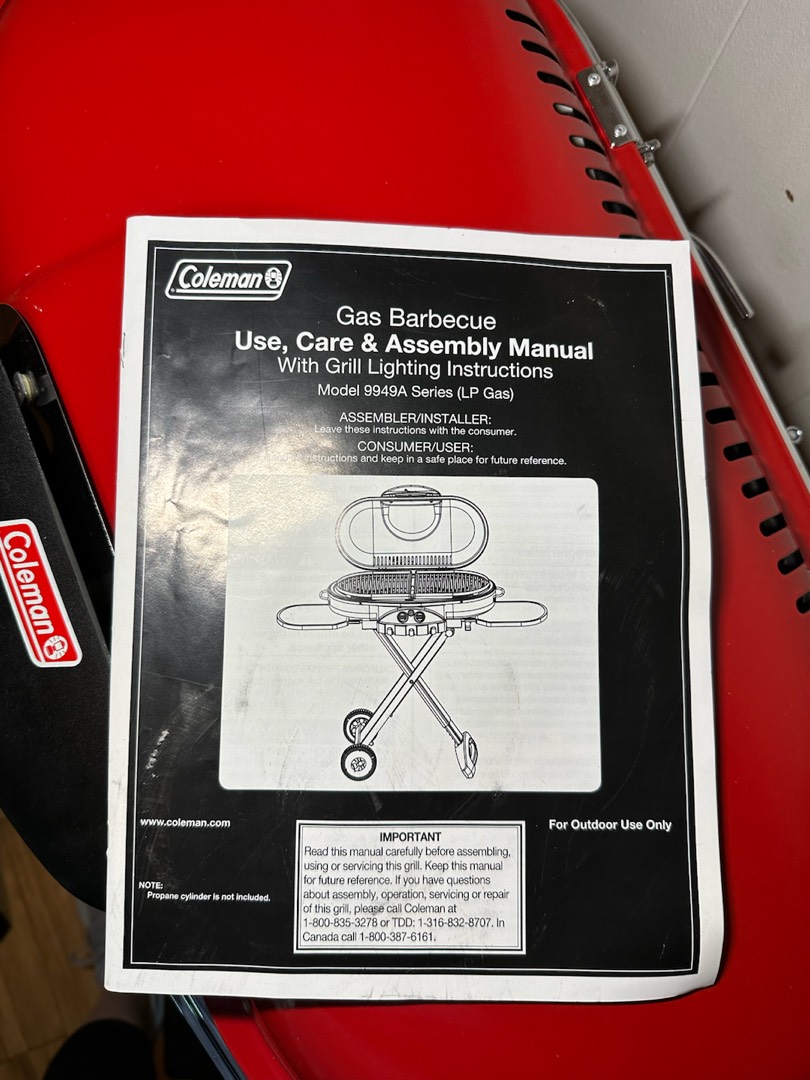 Coleman
Gas Barbecue
Use, Care & Assembly Manual
With Grill Lighting Instructions
Model 9949A Series (LP Gas)
ASSEMBLER/INSTALLER:
Leave these instructions with the consumer.
CONSUMER/USER:
instructions and keep in a safe place for future reference.
Coleman
www.coleman.com
For Outdoor Use Only
IMPORTANT
Read this manual carefully before assembling,
using or servicing this grill. Keep this manual
for future reference. If you have questions
about assembly, operation, servicing or repair
of this grill, please call Coleman at
1-800-835-3278 or TDD: 1-316-832-8707. In
Canada call 1-800-387-6161.
NOTE:
Propane cylinder is not included.